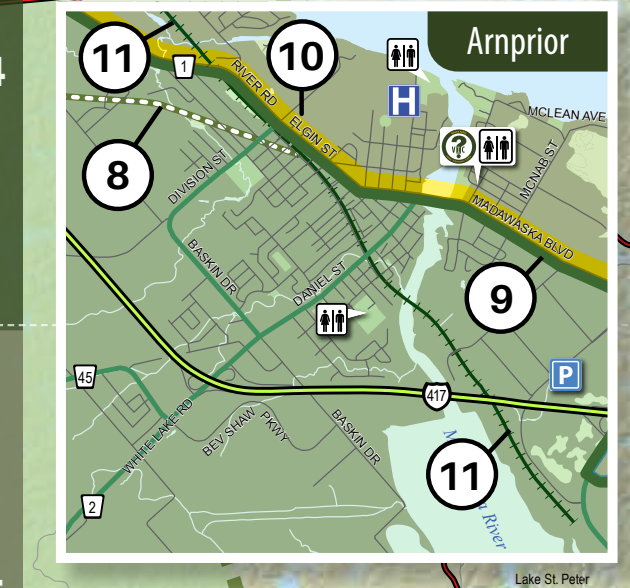 4
11
1
10
Arnprior
RIVER RD
H
ELGIN ST
MCLEAN AVE
?
8
MCNAB ST
DIVISION ST
MADAWASKA BLVD
BASKIN DR
9
DANIEL ST
45
P
417
WHITE LAKE RD
BEV SHAW
PKWY
BASKIN DR
11
2
River
Lake St. Peter